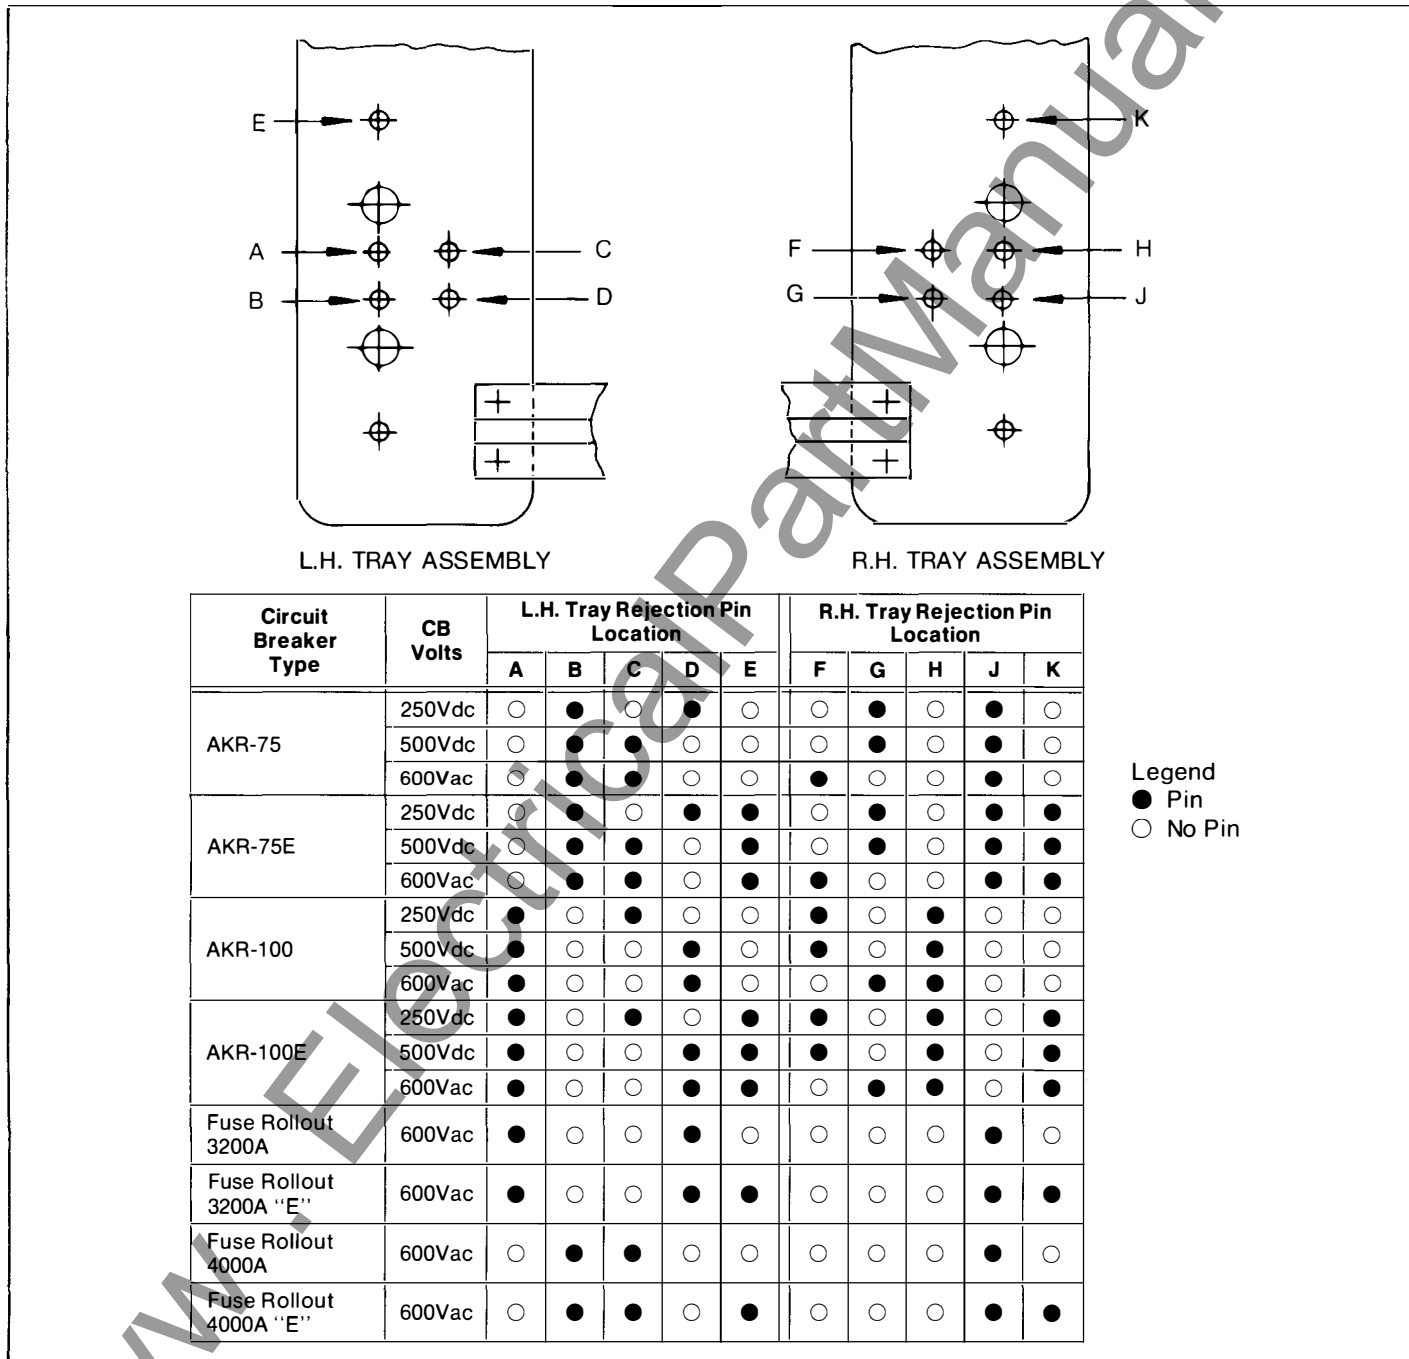 E
K
A
C
F
H
B
D
G
J
L.H. TRAY ASSEMBLY
R.H. TRAY ASSEMBLY
Circuit Breaker Type CB Volts L.H. Tray Rejection Pin Location R.H. Tray Rejection Pin Location
A B C D E F G H J K
AKR-75
250Vdc ○ ● ○ ● ○ ○ ● ○ ● ○
500Vdc ○ ● ● ○ ○ ○ ● ○ ● ○
600Vac ○ ● ● ○ ○ ● ○ ○ ● ○
AKR-75E
250Vdc ○ ● ○ ● ● ○ ● ○ ● ●
500Vdc ○ ● ● ○ ● ○ ● ○ ● ●
600Vac ○ ● ● ○ ● ● ○ ○ ● ●
AKR-100
250Vdc ● ○ ● ○ ○ ● ○ ● ○ ○
500Vdc ● ○ ○ ● ○ ● ○ ● ○ ○
600Vac ● ○ ○ ● ○ ○ ● ● ○ ○
AKR-100E
250Vdc ● ○ ● ○ ● ● ○ ● ○ ●
500Vdc ● ○ ○ ● ● ● ○ ● ○ ●
600Vac ● ○ ○ ● ● ○ ● ● ○ ●
Fuse Rollout
3200A
600Vac ● ○ ○ ● ○ ○ ○ ○ ● ○
Fuse Rollout
3200A "E"
600Vac ● ○ ○ ● ● ○ ○ ○ ● ●
Fuse Rollout
4000A
600Vac ○ ● ● ○ ○ ○ ○ ○ ● ○
Fuse Rollout
4000A "E"
600Vac ○ ● ● ○ ● ○ ○ ○ ● ●
Legend
● Pin
○ No Pin
w . ElectricalPartManua